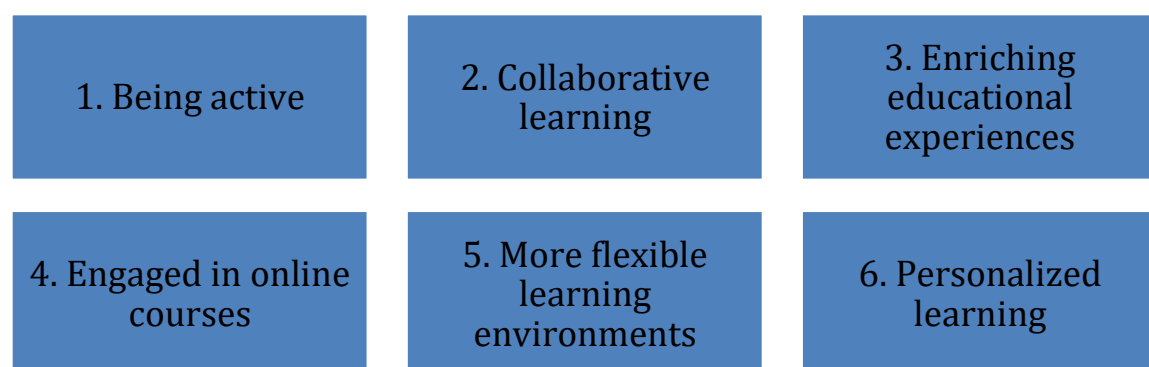 1. Being active
2. Collaborative
learning
3. Enriching
educational
experiences
4. Engaged in online
courses
5. More flexible
learning
environments
6. Personalized
learning